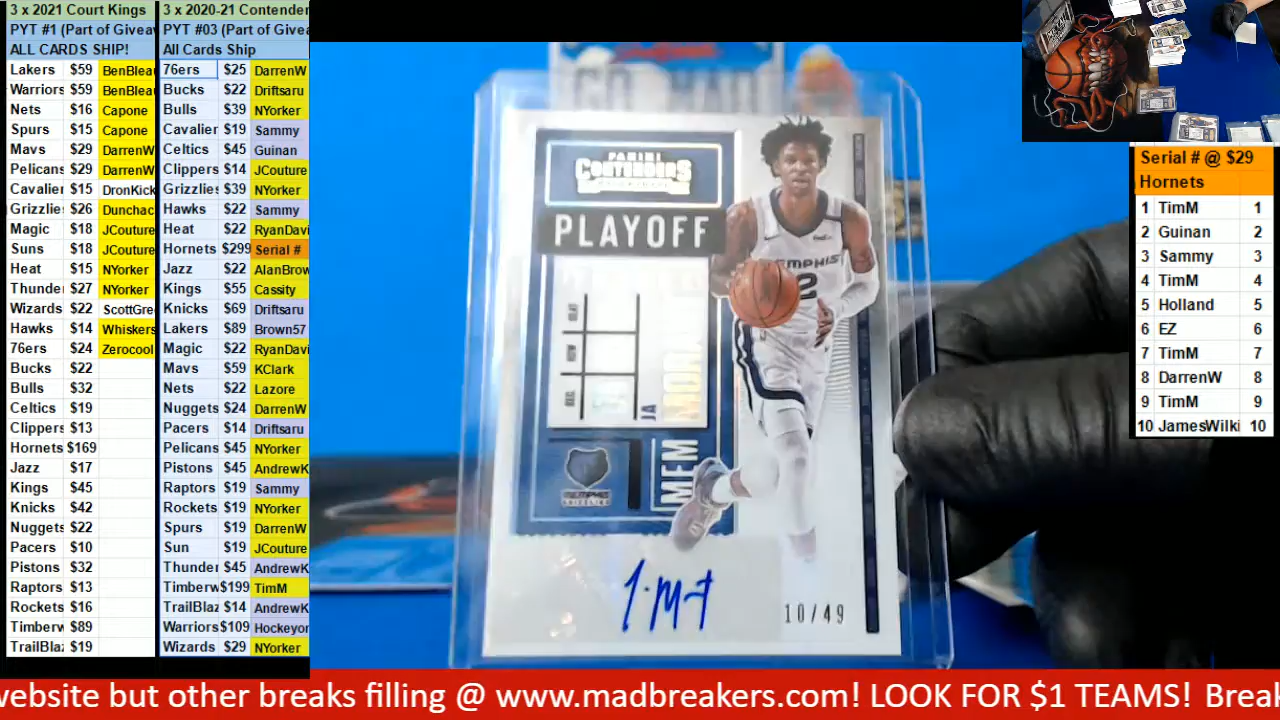 3 x 2021 Court Kings
PYT #1 (Part of Giveaw
ALL CARDS SHIP!
Lakers $59 BenBlea
Warriors $59 BenBlea
Nets $16 Capone
Spurs $15 Capone
Mavs $29 DarrenW
Pelicans $29 DarrenW
Cavalier $15 DronKick
Grizzlie $26 Dunchac
Magic $18 JCouture
Suns $18 JCouture
Heat $15 NYorker
Thunde $27 NYorker
Wizards $22 ScottGre
Hawks $14 Whiskers
76ers $24 Zerocool
Bucks $22
Bulls $32
Celtics $19
Clippers $13
Hornets $169
Jazz $17
Kings $45
Knicks $42
Nuggets $22
Pacers $10
Pistons $32
Raptors $13
Rockets $16
Timberw $89
TrailBla $19
3 x 2020-21 Contender
PYT #03 (Part of Givea
All Cards Ship
76ers $25 DarrenW
Bucks $22 Driftsaru
Bulls $39 NYorker
Cavalier $19 Sammy
Celtics $45 Guinan
Clippers $14 JCouture
Grizzlies $39 NYorker
Hawks $22 Sammy
Heat $22 RyanDavi
Hornets $299 Serial #
Jazz $22 AlanBrow
Kings $55 Cassity
Knicks $69 Driftsaru
Lakers $89 Brown57
Magic $22 RyanDavi
Mavs $59 KClark
Nets $22 Lazore
Nuggets $24 DarrenW
Pacers $14 Driftsaru
Pelicans $45 NYorker
Pistons $45 AndrewK
Raptors $19 Sammy
Rockets $19 NYorker
Spurs $19 DarrenW
Sun $19 JCouture
Thunder $45 AndrewK
Timberw $199 TimM
TrailBlaz $14 AndrewK
Warriors $109 Hockeyor
Wizards $29 NYorker
PANINI
CONTENDERS
PLAYOFF
JA
MORANT
MEM
MEMPHIS
GRIZZLIES
MEMPHIS
2
10/49
Serial # @ $29
Hornets
1 TimM 1
2 Guinan 2
3 Sammy 3
4 TimM 4
5 Holland 5
6 EZ 6
7 TimM 7
8 DarrenW 8
9 TimM 9
10 JamesWilki 10
website but other breaks filling @ www.madbreakers.com! LOOK FOR $1 TEAMS! Break